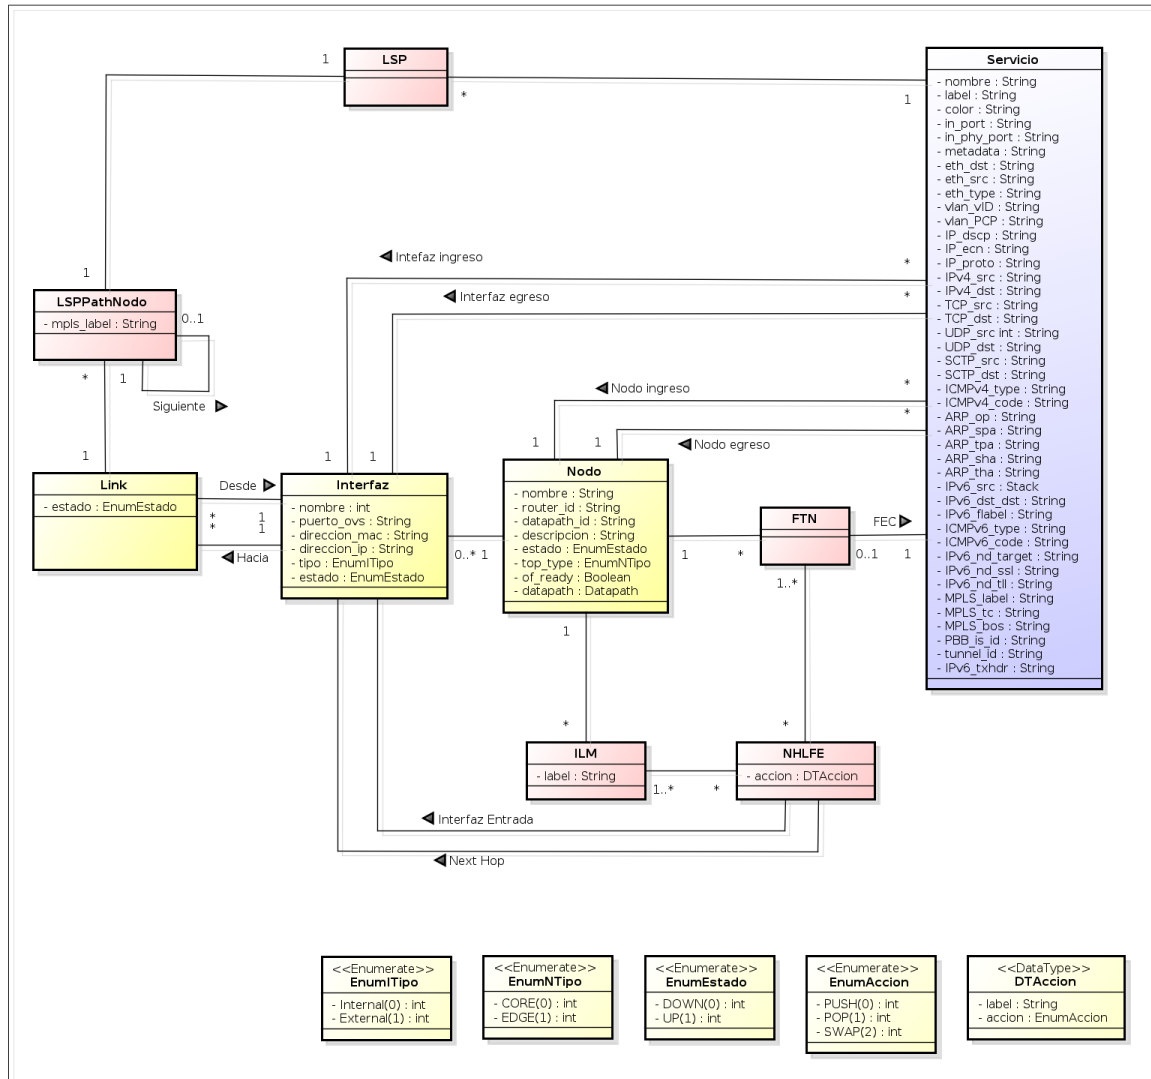 LSP
1
*
1
Servicio
- nombre : String
- label : String
- color : String
- in_port : String
- in_phy_port : String
- metadata : String
- eth_dst : String
- eth_src : String
- eth_type : String
- vlan_vID : String
- vlan_PCP : String
- IP_dscp : String
- IP_ecn : String
- IP_proto : String
- IPv4_src : String
- IPv4_dst : String
- TCP_src : String
- TCP_dst : String
- UDP_src int : String
- UDP_dst : String
- SCTP_src : String
- SCTP_dst : String
- ICMPv4_type : String
- ICMPv4_code : String
- ARP_op : String
- ARP_spa : String
- ARP_tpa : String
- ARP_sha : String
- ARP_tha : String
- IPv6_src : Stack
- IPv6_dst_dst : String
- IPv6_flabel : String
- ICMPv6_type : String
- ICMPv6_code : String
- IPv6_nd_target : String
- IPv6_nd_ssl : String
- IPv6_nd_tll : String
- MPLS_label : String
- MPLS_tc : String
- MPLS_bos : String
- PBB_is_id : String
- tunnel_id : String
- IPv6_txhdr : String
Intefaz ingreso
*
1
Interfaz egreso
*
LSPPathNodo
- mpls_label : String
0..1
*
1
Siguiente
Nodo ingreso
*
*
Nodo egreso
1
1
1
1
1
Link
- estado : EnumEstado
Desde
*
1
*
1
Hacia
Interfaz
- nombre : int
- puerto_ovs : String
- direccion_mac : String
- direccion_ip : String
- tipo : EnumITipo
- estado : EnumEstado
0..*
1
Nodo
- nombre : String
- router_id : String
- datapath_id : String
- descripcion : String
- estado : EnumEstado
- top_type : EnumNTipo
- of_ready : Boolean
- datapath : Datapath
1
*
FTN
FEC
0..1
1
1..*
1
*
*
ILM
- label : String
1..*
*
NHLFE
- accion : DTAccion
Interfaz Entrada
Next Hop
<<Enumerate>>
EnumITipo
- Internal(0) : int
- External(1) : int
<<Enumerate>>
EnumNTipo
- CORE(0) : int
- EDGE(1) : int
<<Enumerate>>
EnumEstado
- DOWN(0) : int
- UP(1) : int
<<Enumerate>>
EnumAccion
- PUSH(0) : int
- POP(1) : int
- SWAP(2) : int
<<DataType>>
DTAccion
- label : String
- accion : EnumAccion